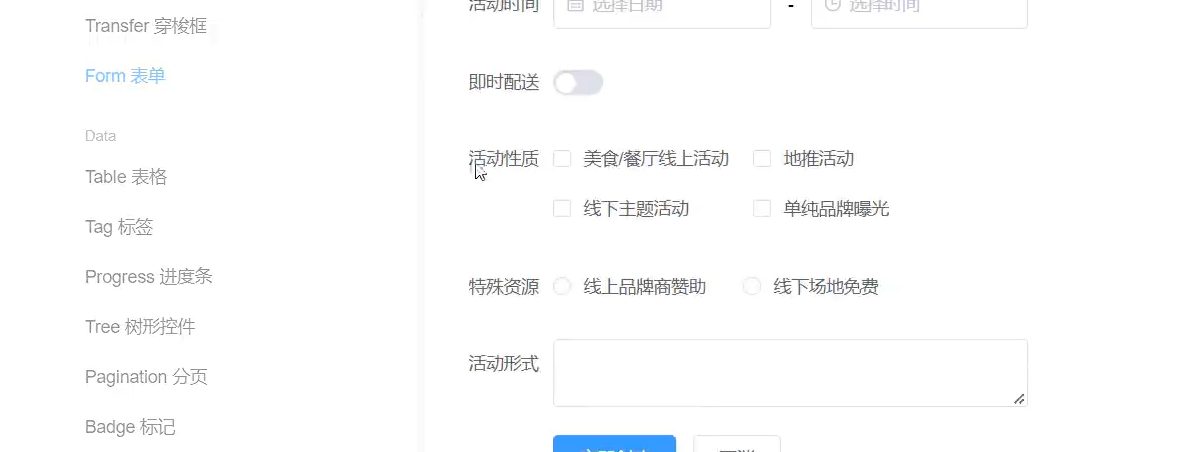 Transfer 穿梭框
Form 表单
Data
Table 表格
Tag 标签
Progress 进度条
Tree 树形控件
Pagination 分页
Badge 标记
活动时间 选择日期 - 选择时间
即时配送
活动性质 美食/餐厅线上活动 地推活动
线下主题活动 单纯品牌曝光
特殊资源 线上品牌商赞助 线下场地免费
活动形式